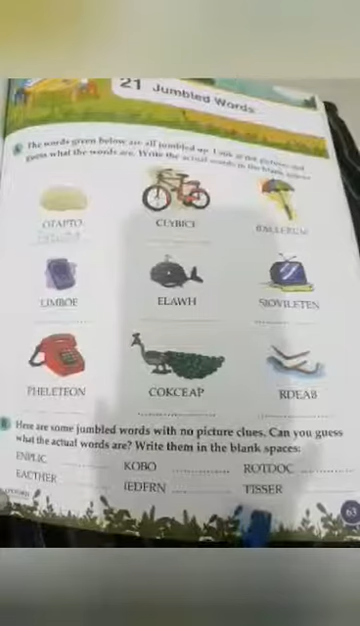 21 Jumbled Words
The words given below are all jumbled up. Look at the pictures and
guess what the words are. Write the actual words in the blank spaces
OTAPTO CLYBICE
LIMBOE ELAWH SIOVILETEN
PHELETEON COKCEAP RDEAB
B Here are some jumbled words with no picture clues. Can you guess
what the actual words are? Write them in the blank spaces:
ENPLIC KOBO ROTDOC
EACTHER IEDFRN TISSER
63